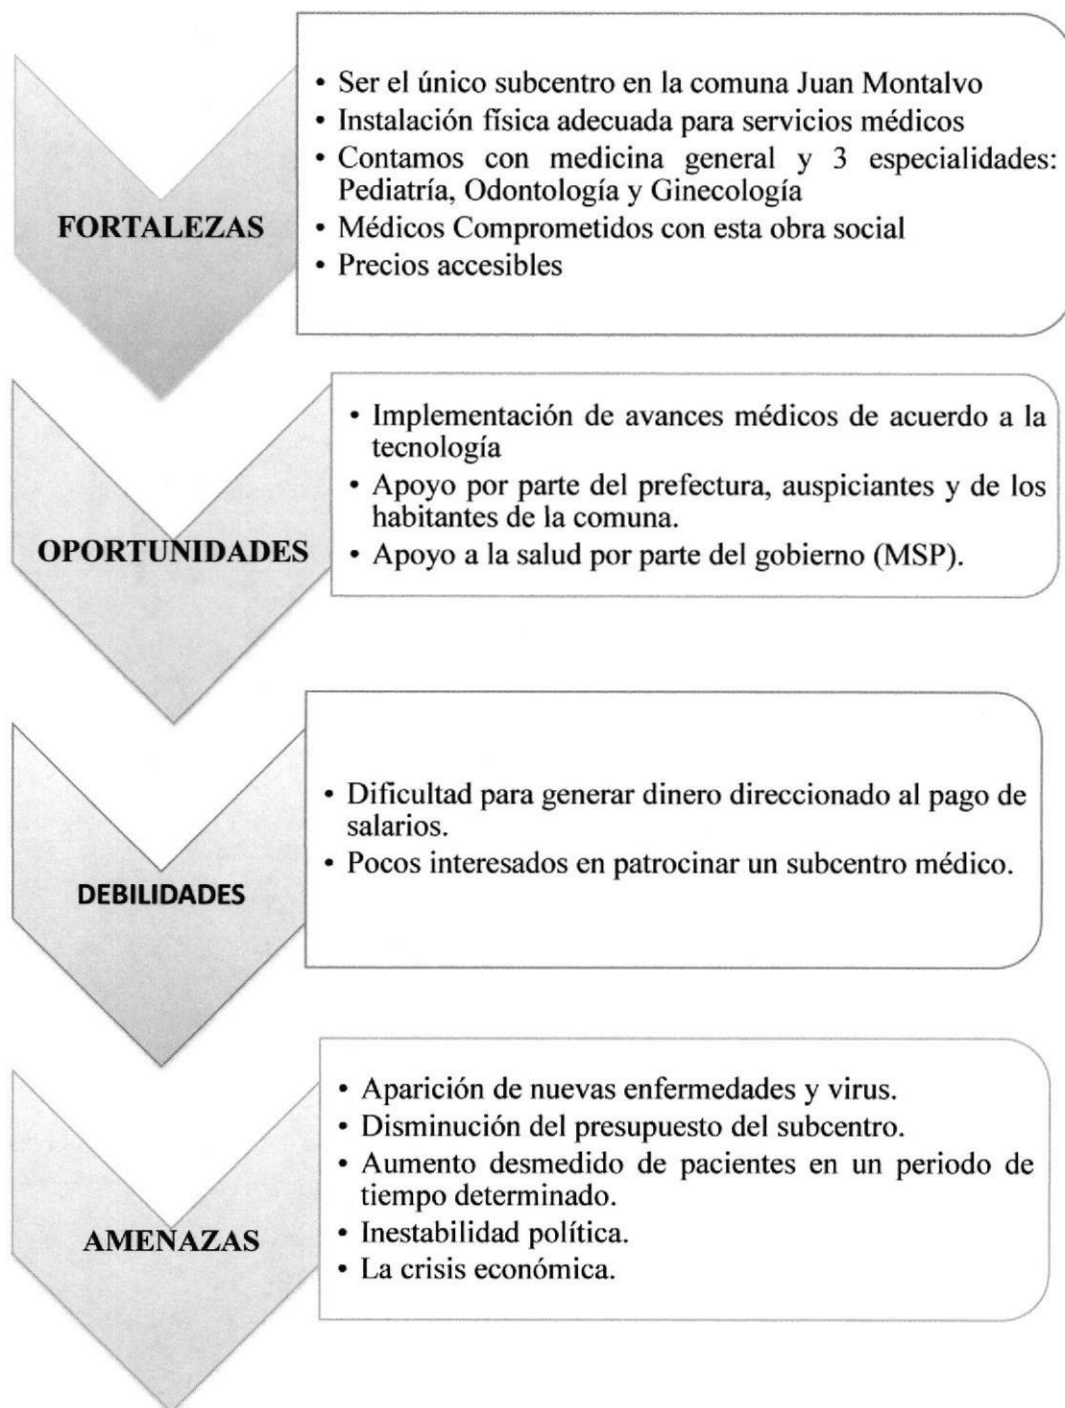 FORTALEZAS
• Ser el único subcentro en la comuna Juan Montalvo
• Instalación física adecuada para servicios médicos
• Contamos con medicina general y 3 especialidades:
Pediatría, Odontología y Ginecología
• Médicos Comprometidos con esta obra social
• Precios accesibles
OPORTUNIDADES
• Implementación de avances médicos de acuerdo a la
tecnología
• Apoyo por parte del prefectura, auspiciantes y de los
habitantes de la comuna.
• Apoyo a la salud por parte del gobierno (MSP).
DEBILIDADES
• Dificultad para generar dinero direccionado al pago de
salarios.
• Pocos interesados en patrocinar un subcentro médico.
AMENAZAS
• Aparición de nuevas enfermedades y virus.
• Disminución del presupuesto del subcentro.
• Aumento desmedido de pacientes en un periodo de
tiempo determinado.
• Inestabilidad política.
• La crisis económica.